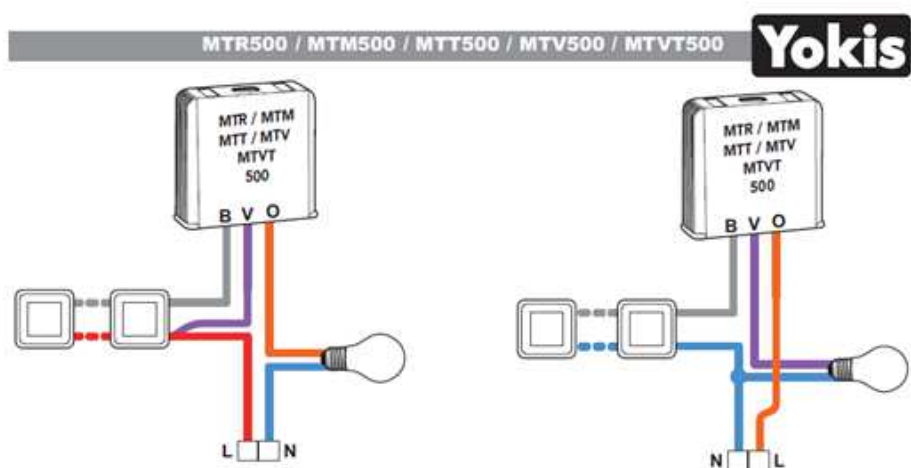 MTR500 / MTM500 / MTT500 / MTV500 / MTVT500
Yokis
MTR / MTM
MTT / MTV
MTVT
500
B V O
L N
MTR / MTM
MTT / MTV
MTVT
500
B V O
N L